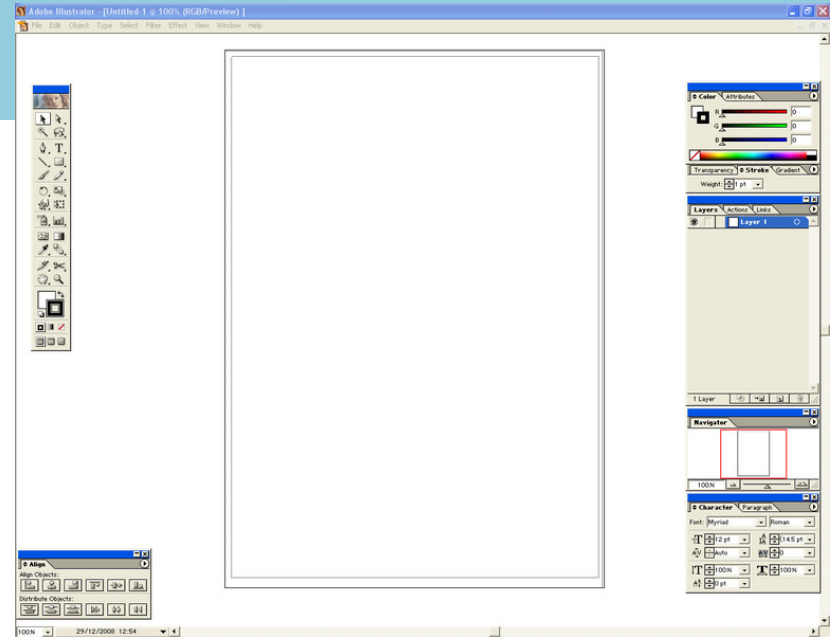 Adobe Illustrator - [Untitled-1 @ 100% (RGB/Preview) ]
File Edit Object Type Select Filter Effect View Window Help
Color Attributes
R 0
G 0
B 0
Transparency Stroke Gradient
Weight: 1 pt
Layers Actions Links
Layer 1
1 Layer
Navigator
100%
Character Paragraph
Font: Myriad Roman
12 pt (14.5 pt
Auto 0
100% 100%
0 pt
Align
Align Objects:
Distribute Objects:
100% 29/12/2008 12:54